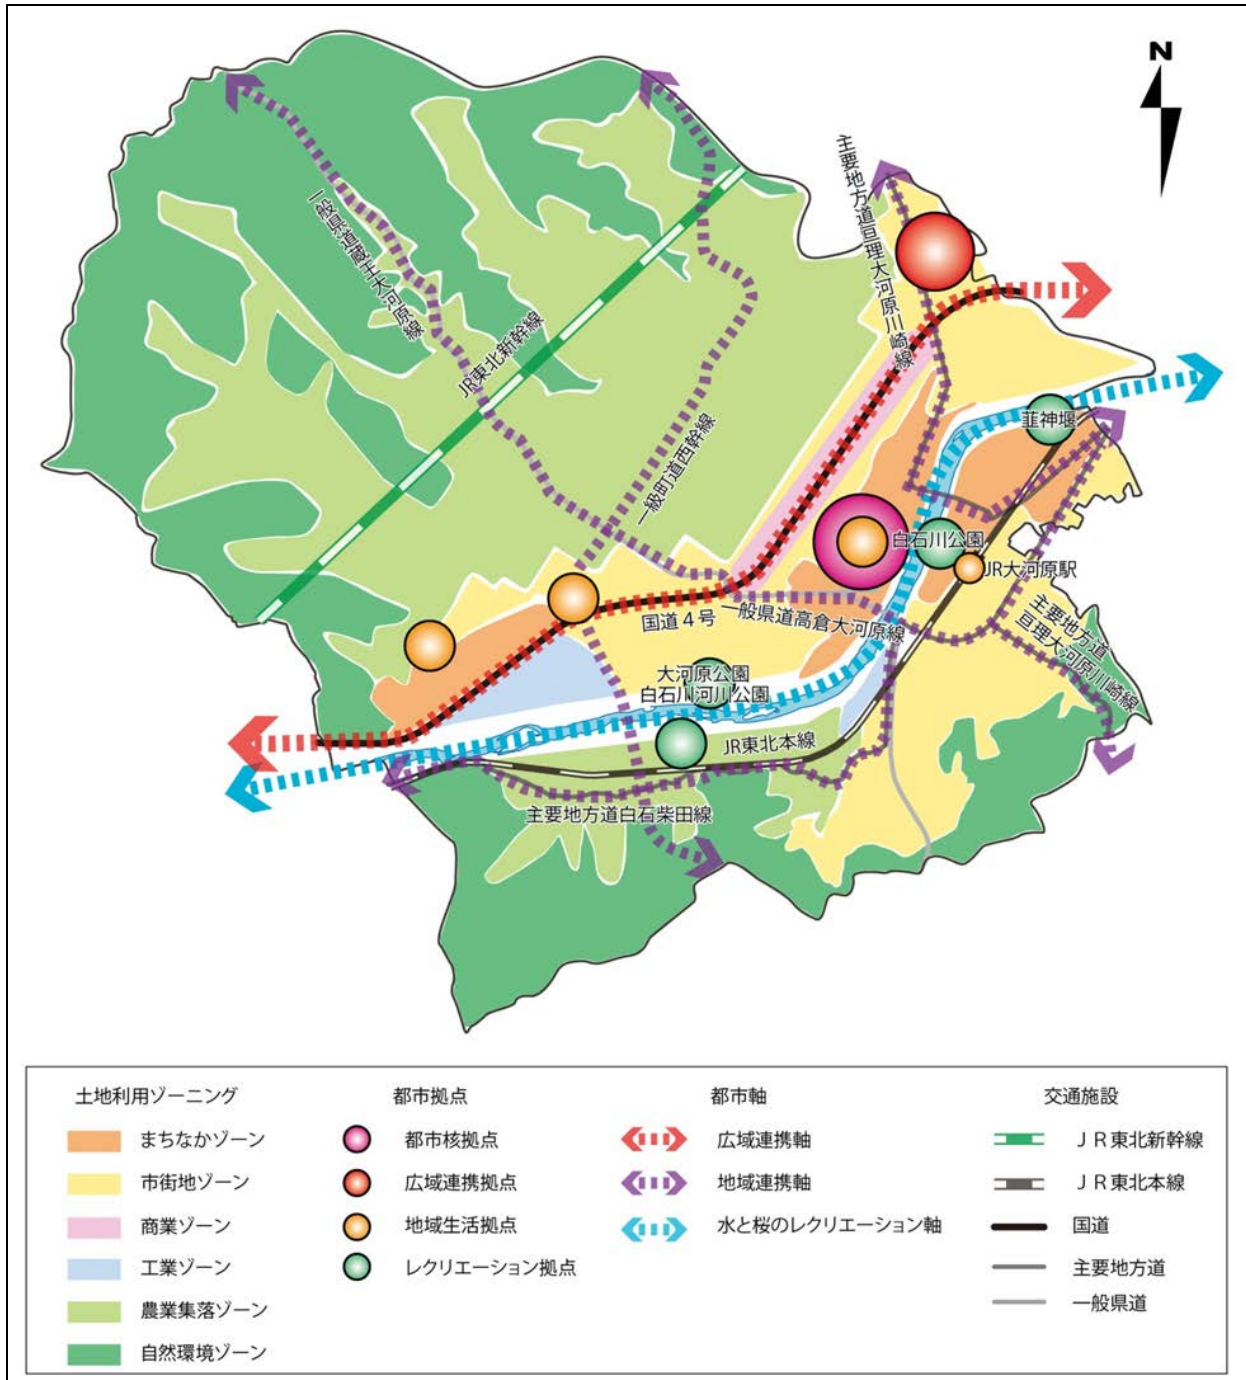 N
主要地方道亘理大河原川崎線
一般県道蔵王大河原線
JR東北新幹線
一級町道西幹線
韮神堰
白石川公園
JR大河原駅
国道4号
一般県道高倉大河原線
主要地方道
亘理大河原川崎線
大河原公園
白石川河川公園
JR東北本線
主要地方道白石柴田線
土地利用ゾーニング
まちなかゾーン
市街地ゾーン
商業ゾーン
工業ゾーン
農業集落ゾーン
自然環境ゾーン
都市拠点
都市核拠点
広域連携拠点
地域生活拠点
レクリエーション拠点
都市軸
広域連携軸
地域連携軸
水と桜のレクリエーション軸
交通施設
ＪＲ東北新幹線
ＪＲ東北本線
国道
主要地方道
一般県道